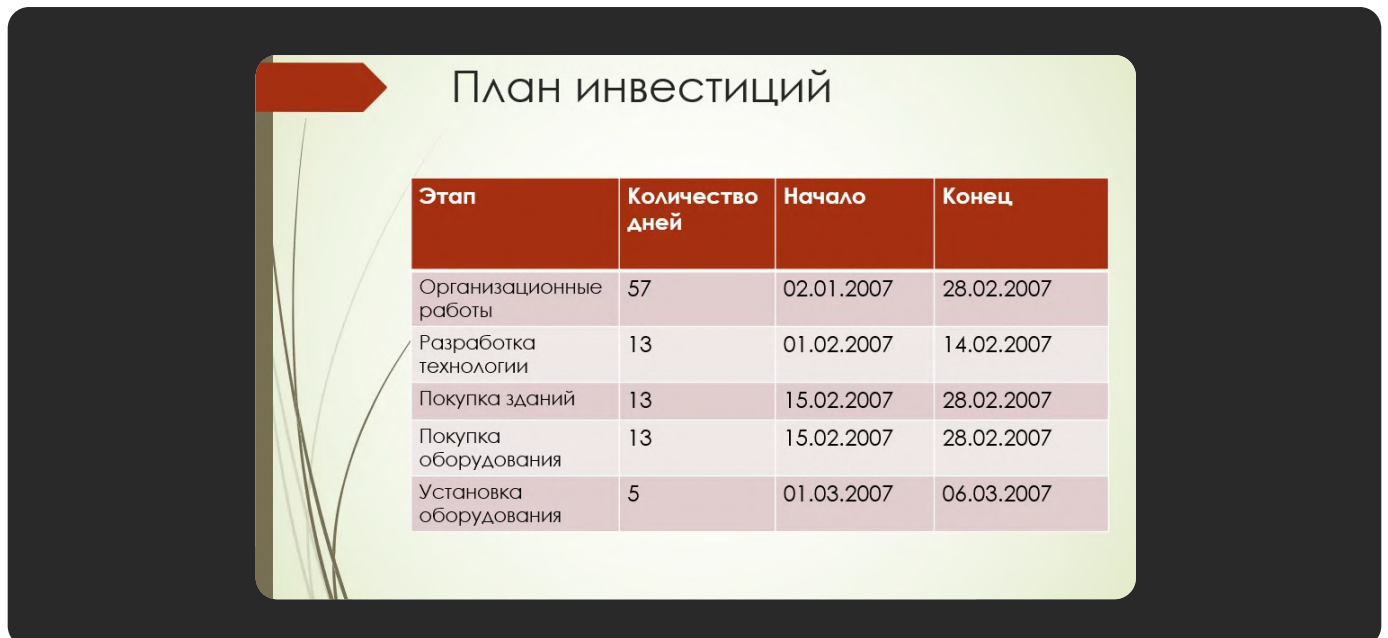 План инвестиций
Этап Количество Начало Конец
дней
Организационные 57 02.01.2007 28.02.2007
работы
Разработка 13 01.02.2007 14.02.2007
технологии
Покупка зданий 13 15.02.2007 28.02.2007
Покупка 13 15.02.2007 28.02.2007
оборудования
Установка 5 01.03.2007 06.03.2007
оборудования